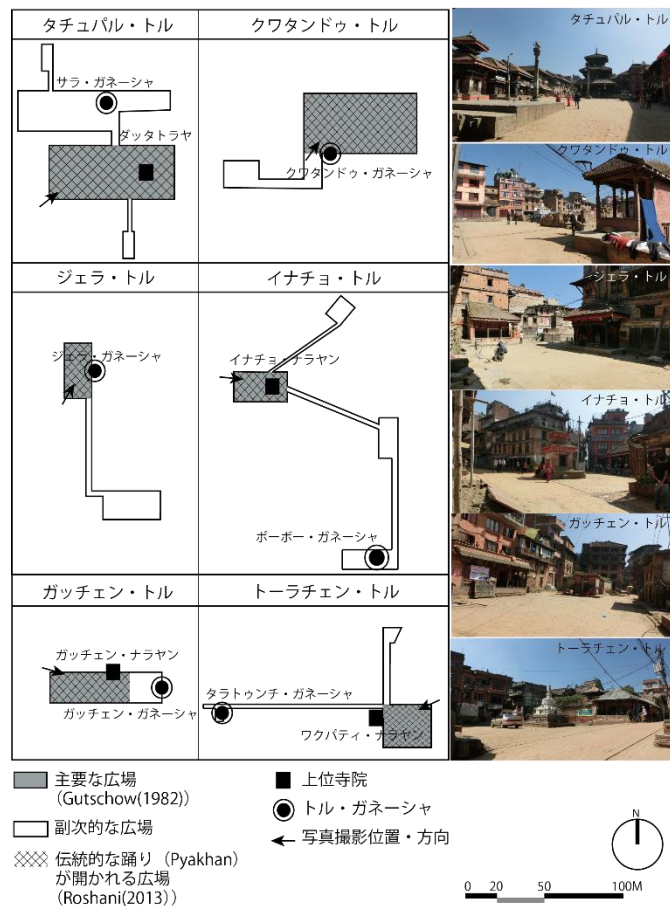 タチュパル・トル
クワタンドゥ・トル
サラ・ガネーシャ
ダッタトラヤ
クワタンドゥ・ガネーシャ
ジェラ・トル
イナチョ・トル
ジェラ・ガネーシャ
イナチョ・ナラヤン
ボーボー・ガネーシャ
ガッチェン・トル
トーラチェン・トル
ガッチェン・ナラヤン
ガッチェン・ガネーシャ
タラトゥンチ・ガネーシャ
ワクパティ・ナラヤン
タチュパル・トル
クワタンドゥ・トル
ジェラ・トル
イナチョ・トル
ガッチェン・トル
トーラチェン・トル
主要な広場
(Gutschow(1982))
副次的な広場
伝統的な踊り(Pyakhan)
が開かれる広場
(Roshani(2013))
上位寺院
トル・ガネーシャ
写真撮影位置・方向
N
0 20 50 100M